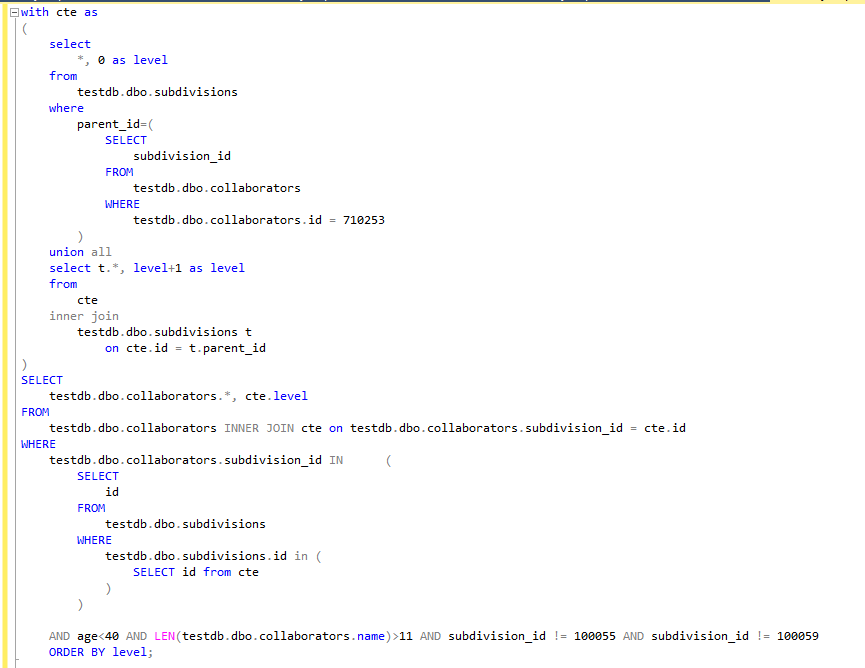 with cte as
(
    select
        *, 0 as level
    from
        testdb.dbo.subdivisions
    where
        parent_id=(
            SELECT
                subdivision_id
            FROM
                testdb.dbo.collaborators
            WHERE
                testdb.dbo.collaborators.id = 710253
        )
    union all
    select t.*, level+1 as level
    from
        cte
    inner join
        testdb.dbo.subdivisions t
            on cte.id = t.parent_id
)
SELECT
    testdb.dbo.collaborators.*, cte.level
FROM
    testdb.dbo.collaborators INNER JOIN cte on testdb.dbo.collaborators.subdivision_id = cte.id
WHERE
    testdb.dbo.collaborators.subdivision_id IN      (
        SELECT
            id
        FROM
            testdb.dbo.subdivisions
        WHERE
            testdb.dbo.subdivisions.id in (
                SELECT id from cte
            )
        )

    AND age<40 AND LEN(testdb.dbo.collaborators.name)>11 AND subdivision_id != 100055 AND subdivision_id != 100059
    ORDER BY level;